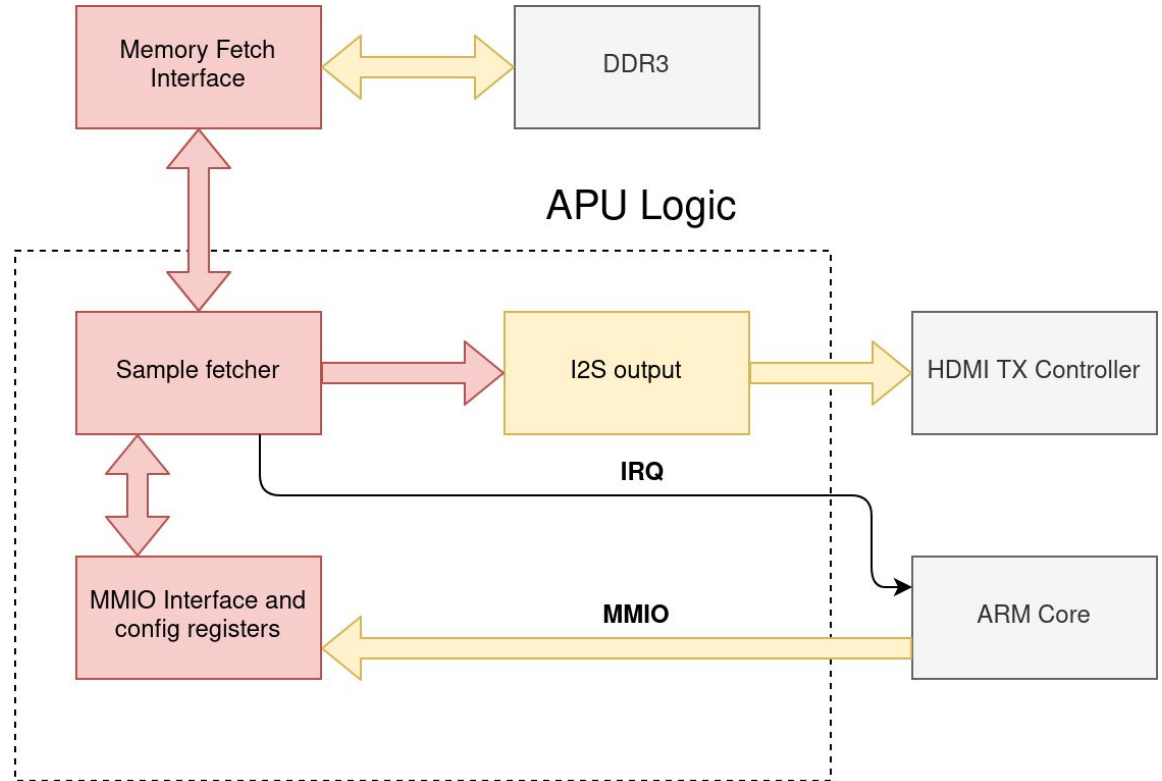 Memory Fetch
Interface
DDR3
APU Logic
Sample fetcher
I2S output
HDMI TX Controller
IRQ
MMIO Interface and
config registers
MMIO
ARM Core